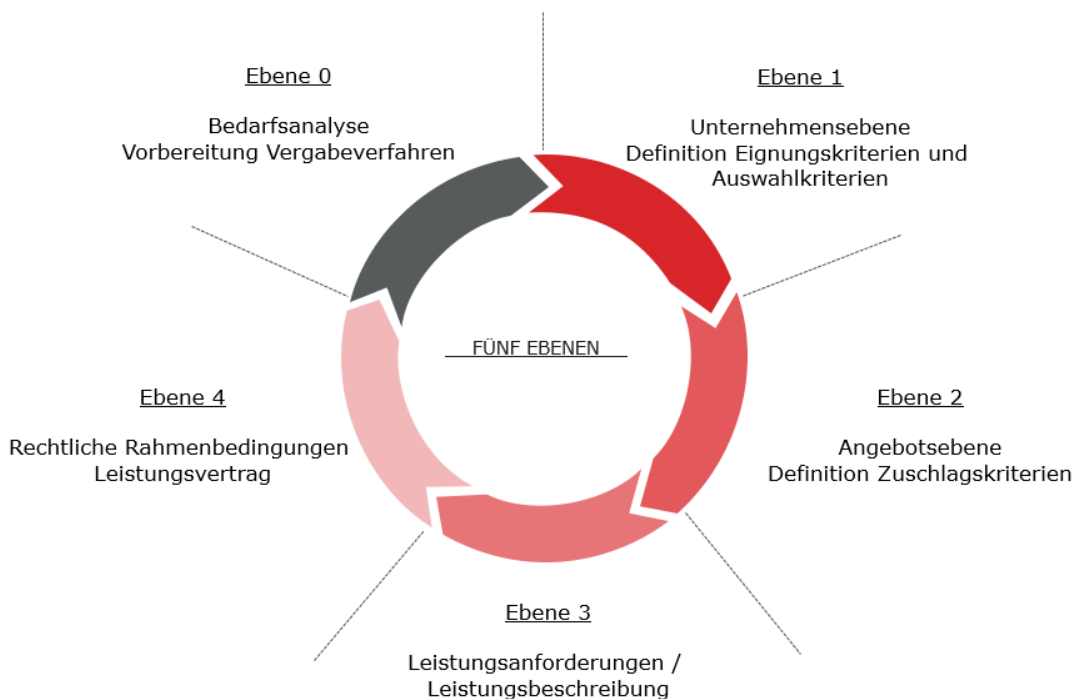 Ebene 0
Bedarfsanalyse
Vorbereitung Vergabeverfahren
Ebene 1
Unternehmensebene
Definition Eignungskriterien und
Auswahlkriterien
FÜNF EBENEN
Ebene 2
Angebotsebene
Definition Zuschlagskriterien
Ebene 3
Leistungsanforderungen /
Leistungsbeschreibung
Ebene 4
Rechtliche Rahmenbedingungen
Leistungsvertrag